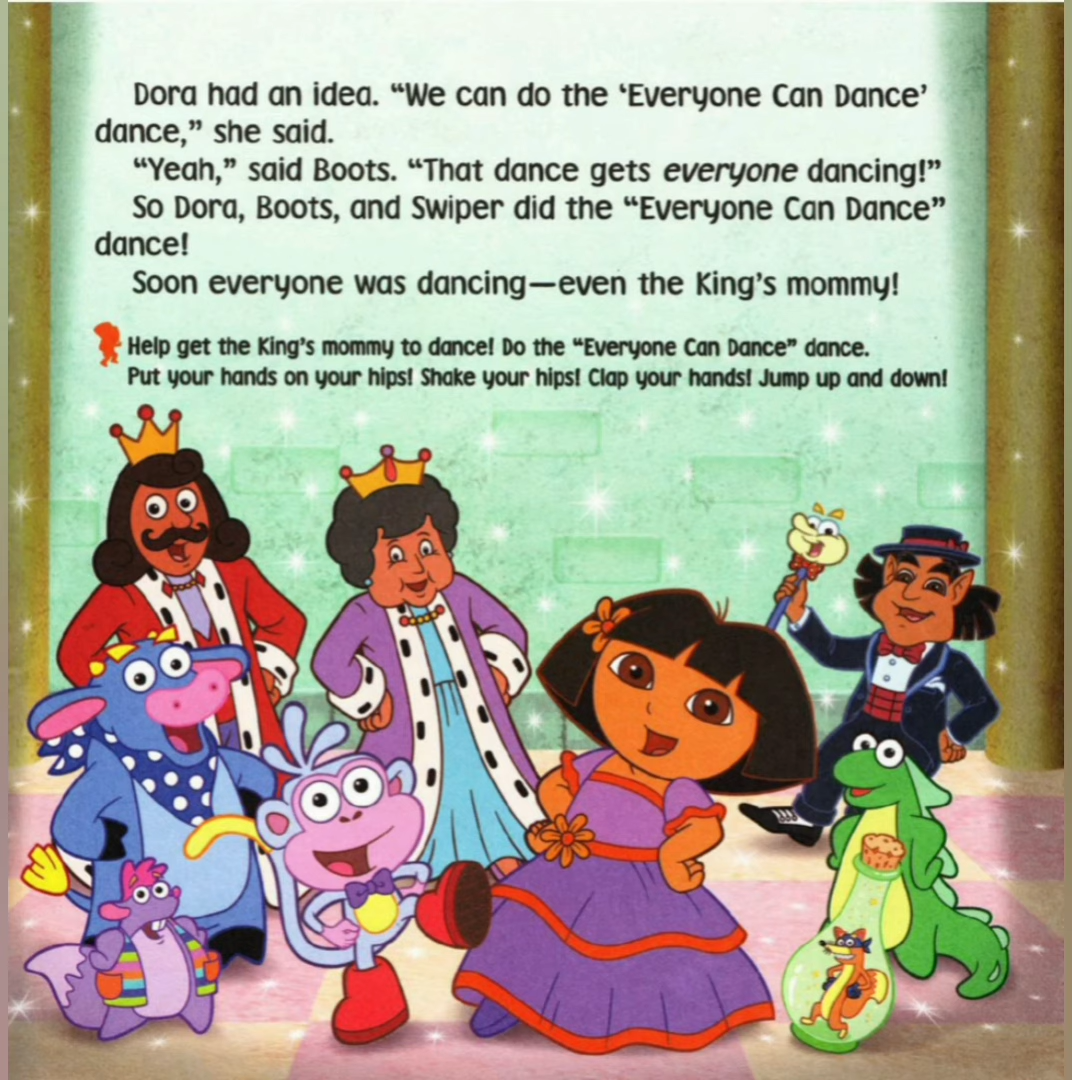 Dora had an idea. “We can do the ‘Everyone Can Dance’
dance,” she said.
“Yeah,” said Boots. “That dance gets everyone dancing!”
So Dora, Boots, and Swiper did the “Everyone Can Dance”
dance!
Soon everyone was dancing—even the King’s mommy!
Help get the King’s mommy to dance! Do the “Everyone Can Dance” dance.
Put your hands on your hips! Shake your hips! Clap your hands! Jump up and down!